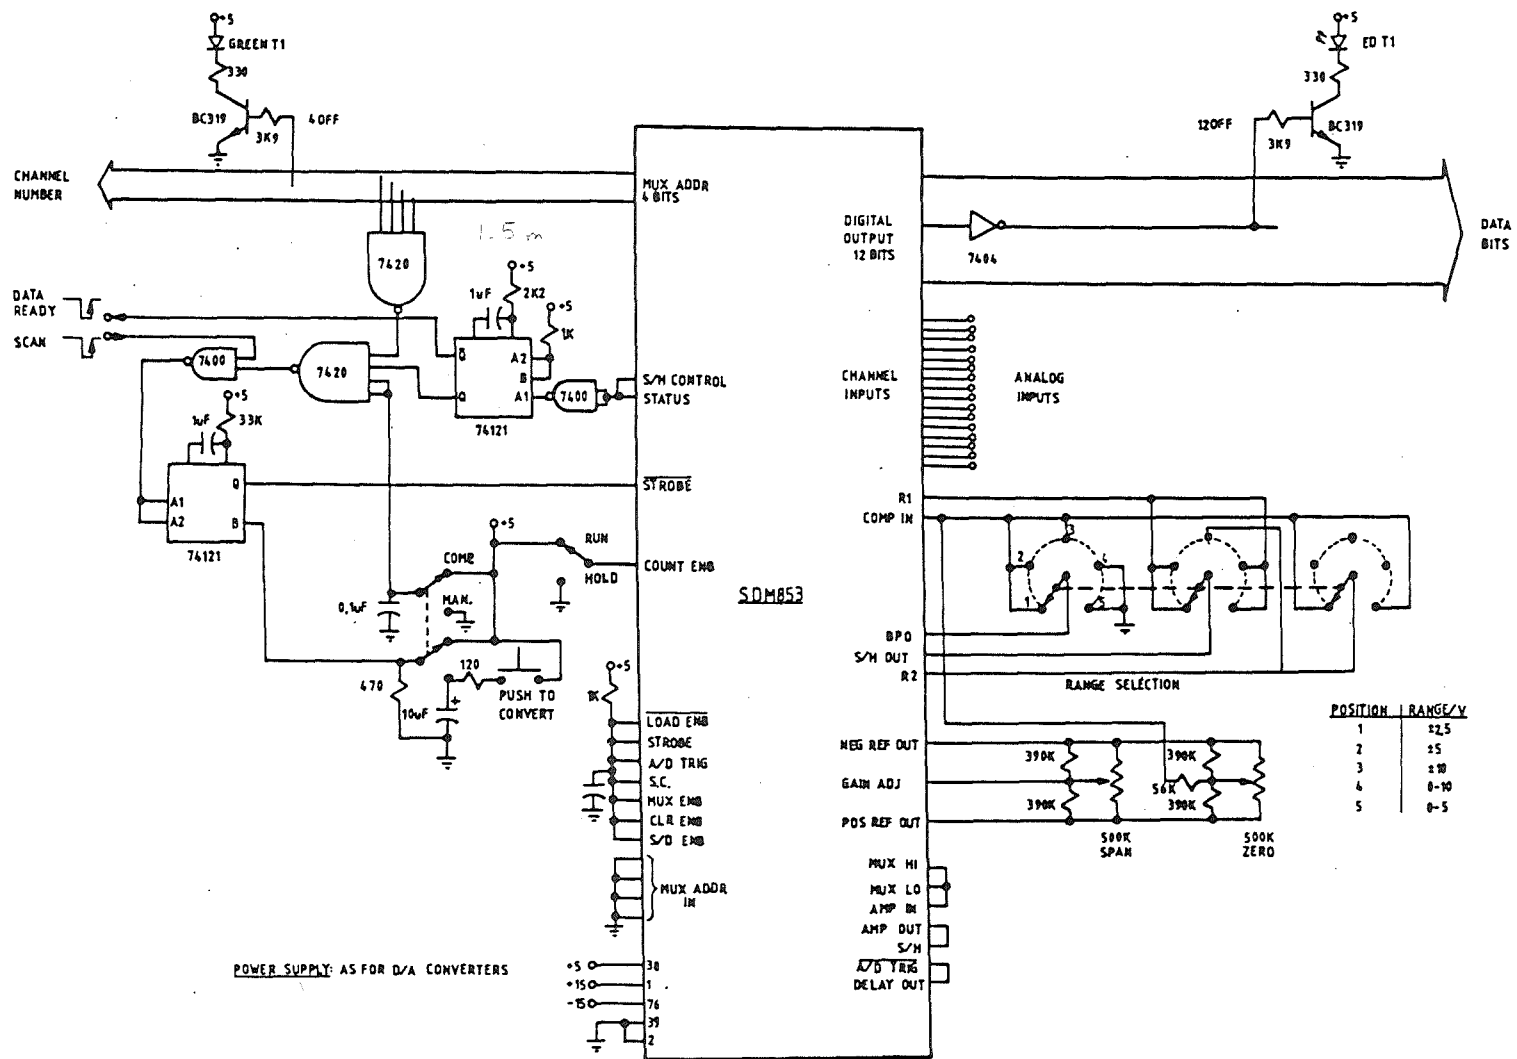 +5
GREEN T1
330
BC319
3K9
4 OFF
+5
ED T1
330
BC319
3K9
12 OFF
CHANNEL
NUMBER
MUX ADDR
4 BITS
7420
1.5 m
DIGITAL
OUTPUT
12 BITS
7404
DATA
BITS
DATA
READY
SCAN
7400
7420
+5
1uF
2K2
+5
1K
Q̅
A2
B
Q
A1
74121
7400
S/H CONTROL
STATUS
CHANNEL
INPUTS
ANALOG
INPUTS
+5
1uF
33K
Q
A1
A2
B
74121
S̅T̅R̅O̅B̅E̅
+5
RUN
HOLD
COUNT ENB
COMP.
MAN.
0,1uF
470
120
10uF
+
PUSH TO
CONVERT
SDM853
R1
COMP IN
1
2
3
4
5
BPO
S/H OUT
R2
RANGE SELECTION
POSITION RANGE/V
1 ±2,5
2 ±5
3 ±10
4 0-10
5 0-5
+5
1K
L̅O̅A̅D̅ E̅N̅B̅
STROBE
A/D TRIG
S.C.
MUX ENB
CLR ENB
S/D ENB
MUX ADDR
IN
NEG REF OUT
GAIN ADJ
POS REF OUT
390K
390K
390K
56K
390K
500K
SPAN
500K
ZERO
MUX HI
MUX LO
AMP IN
AMP OUT
S/H
A̅/̅D̅ T̅R̅I̅G̅
DELAY OUT
POWER SUPPLY: AS FOR D/A CONVERTERS
+5 30
+15 1
-15 76
39
2